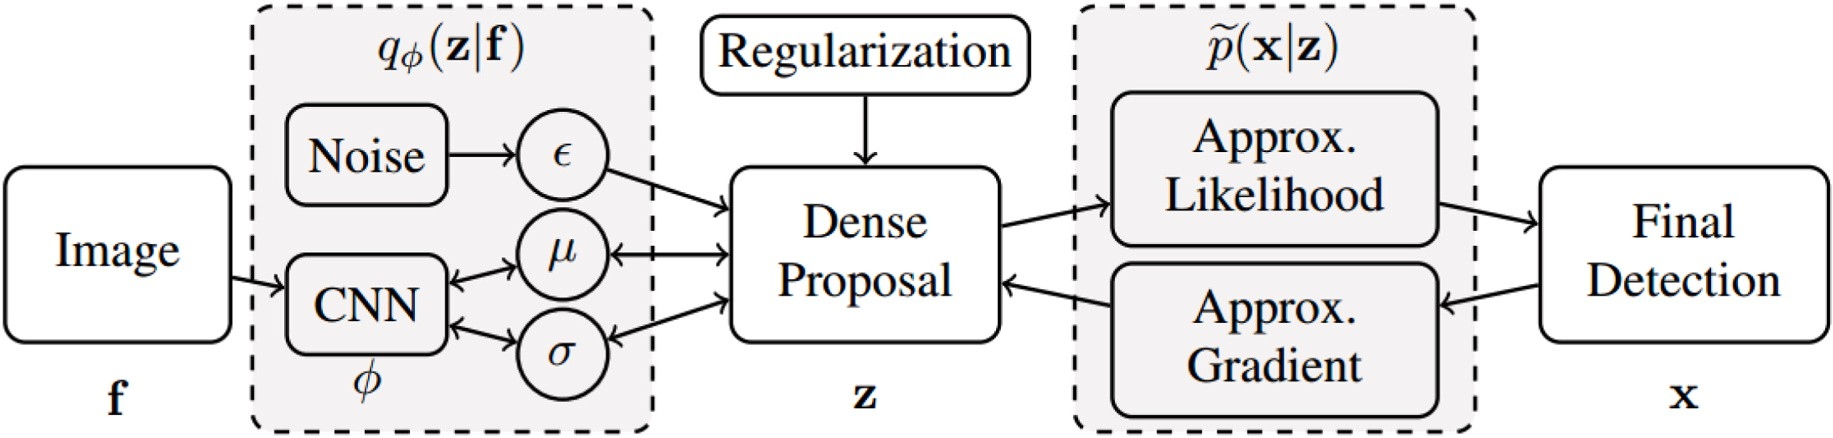 Image
f
q_ϕ(z|f)
Noise
ϵ
CNN
ϕ
μ
σ
Regularization
Dense
Proposal
z
p̃(x|z)
Approx.
Likelihood
Approx.
Gradient
Final
Detection
x